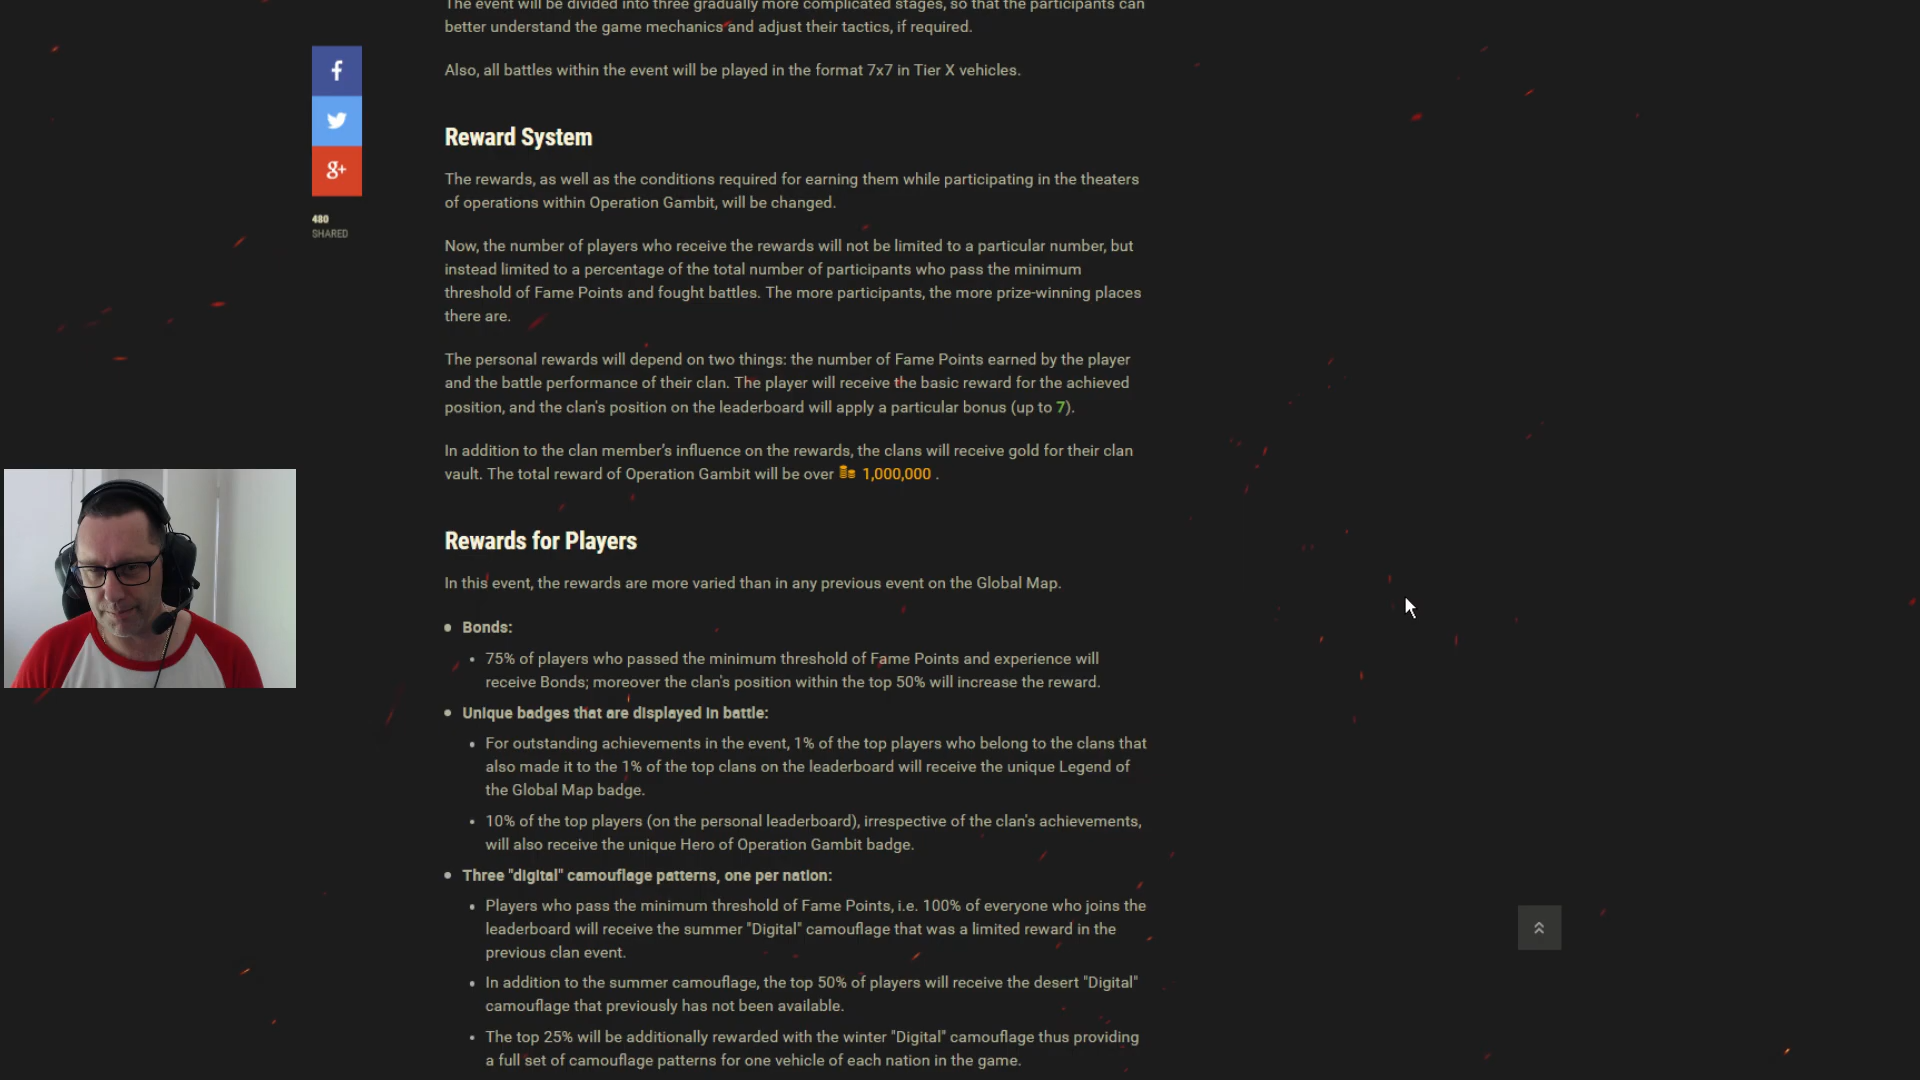 The event will be divided into three gradually more complicated stages, so that the participants can
better understand the game mechanics and adjust their tactics, if required.
Also, all battles within the event will be played in the format 7x7 in Tier X vehicles.
f
g+
480
SHARED
Reward System
The rewards, as well as the conditions required for earning them while participating in the theaters
of operations within Operation Gambit, will be changed.
Now, the number of players who receive the rewards will not be limited to a particular number, but
instead limited to a percentage of the total number of participants who pass the minimum
threshold of Fame Points and fought battles. The more participants, the more prize-winning places
there are.
The personal rewards will depend on two things: the number of Fame Points earned by the player
and the battle performance of their clan. The player will receive the basic reward for the achieved
position, and the clan's position on the leaderboard will apply a particular bonus (up to 7).
In addition to the clan member's influence on the rewards, the clans will receive gold for their clan
vault. The total reward of Operation Gambit will be over 1,000,000 .
Rewards for Players
In this event, the rewards are more varied than in any previous event on the Global Map.
• Bonds:
• 75% of players who passed the minimum threshold of Fame Points and experience will
receive Bonds; moreover the clan's position within the top 50% will increase the reward.
• Unique badges that are displayed in battle:
• For outstanding achievements in the event, 1% of the top players who belong to the clans that
also made it to the 1% of the top clans on the leaderboard will receive the unique Legend of
the Global Map badge.
• 10% of the top players (on the personal leaderboard), irrespective of the clan's achievements,
will also receive the unique Hero of Operation Gambit badge.
• Three "digital" camouflage patterns, one per nation:
• Players who pass the minimum threshold of Fame Points, i.e. 100% of everyone who joins the
leaderboard will receive the summer "Digital" camouflage that was a limited reward in the
previous clan event.
• In addition to the summer camouflage, the top 50% of players will receive the desert "Digital"
camouflage that previously has not been available.
• The top 25% will be additionally rewarded with the winter "Digital" camouflage thus providing
a full set of camouflage patterns for one vehicle of each nation in the game.